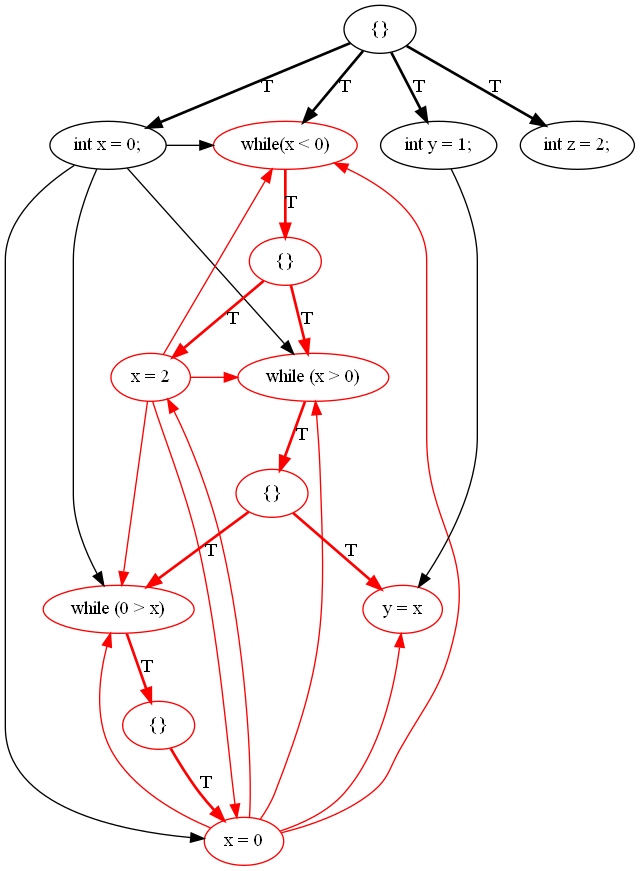 {}
T
T
T
T
int x = 0;
while(x < 0)
int y = 1;
int z = 2;
T
{}
T
T
x = 2
while (x > 0)
T
{}
T
T
while (0 > x)
y = x
T
{}
T
x = 0